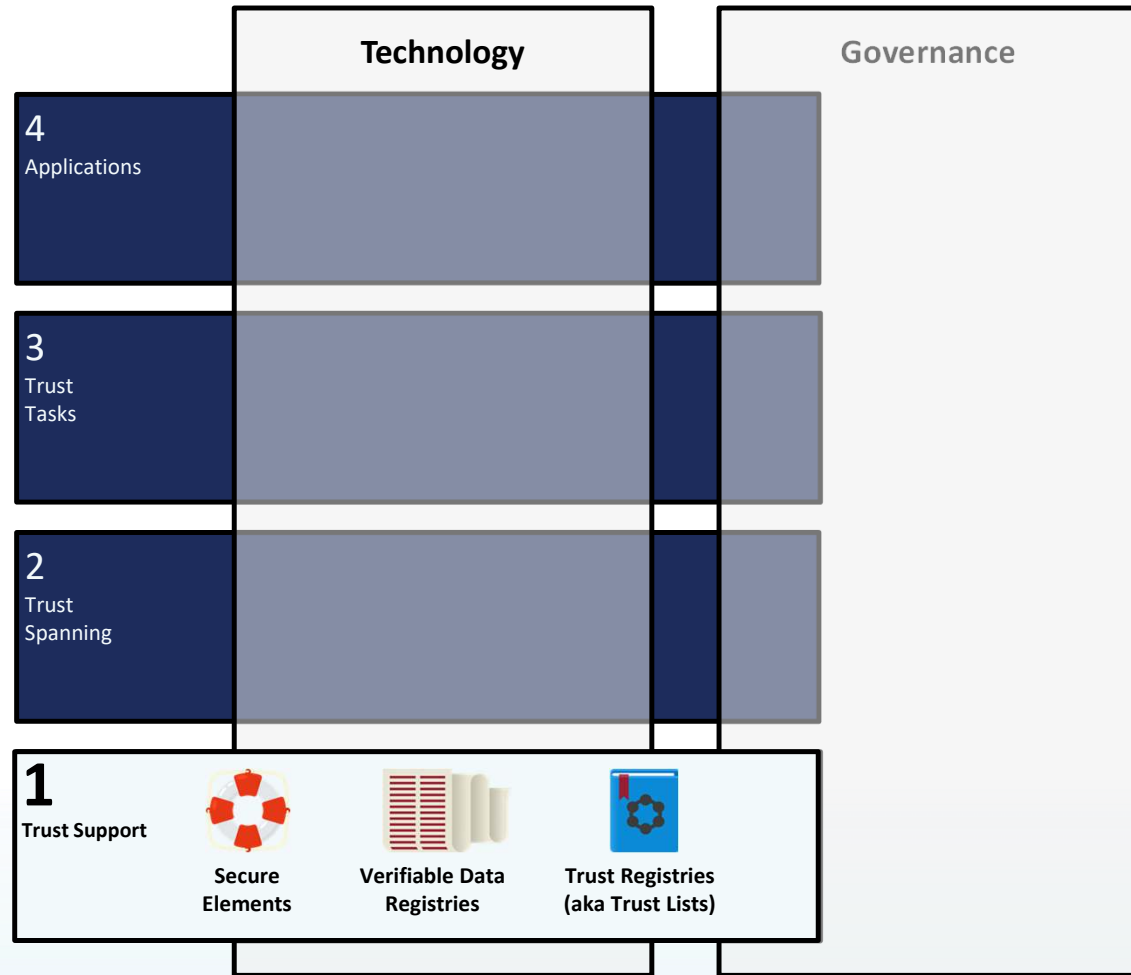 Technology
Governance
4
Applications
3
Trust
Tasks
2
Trust
Spanning
1
Trust Support
Secure
Elements
Verifiable Data
Registries
Trust Registries
(aka Trust Lists)